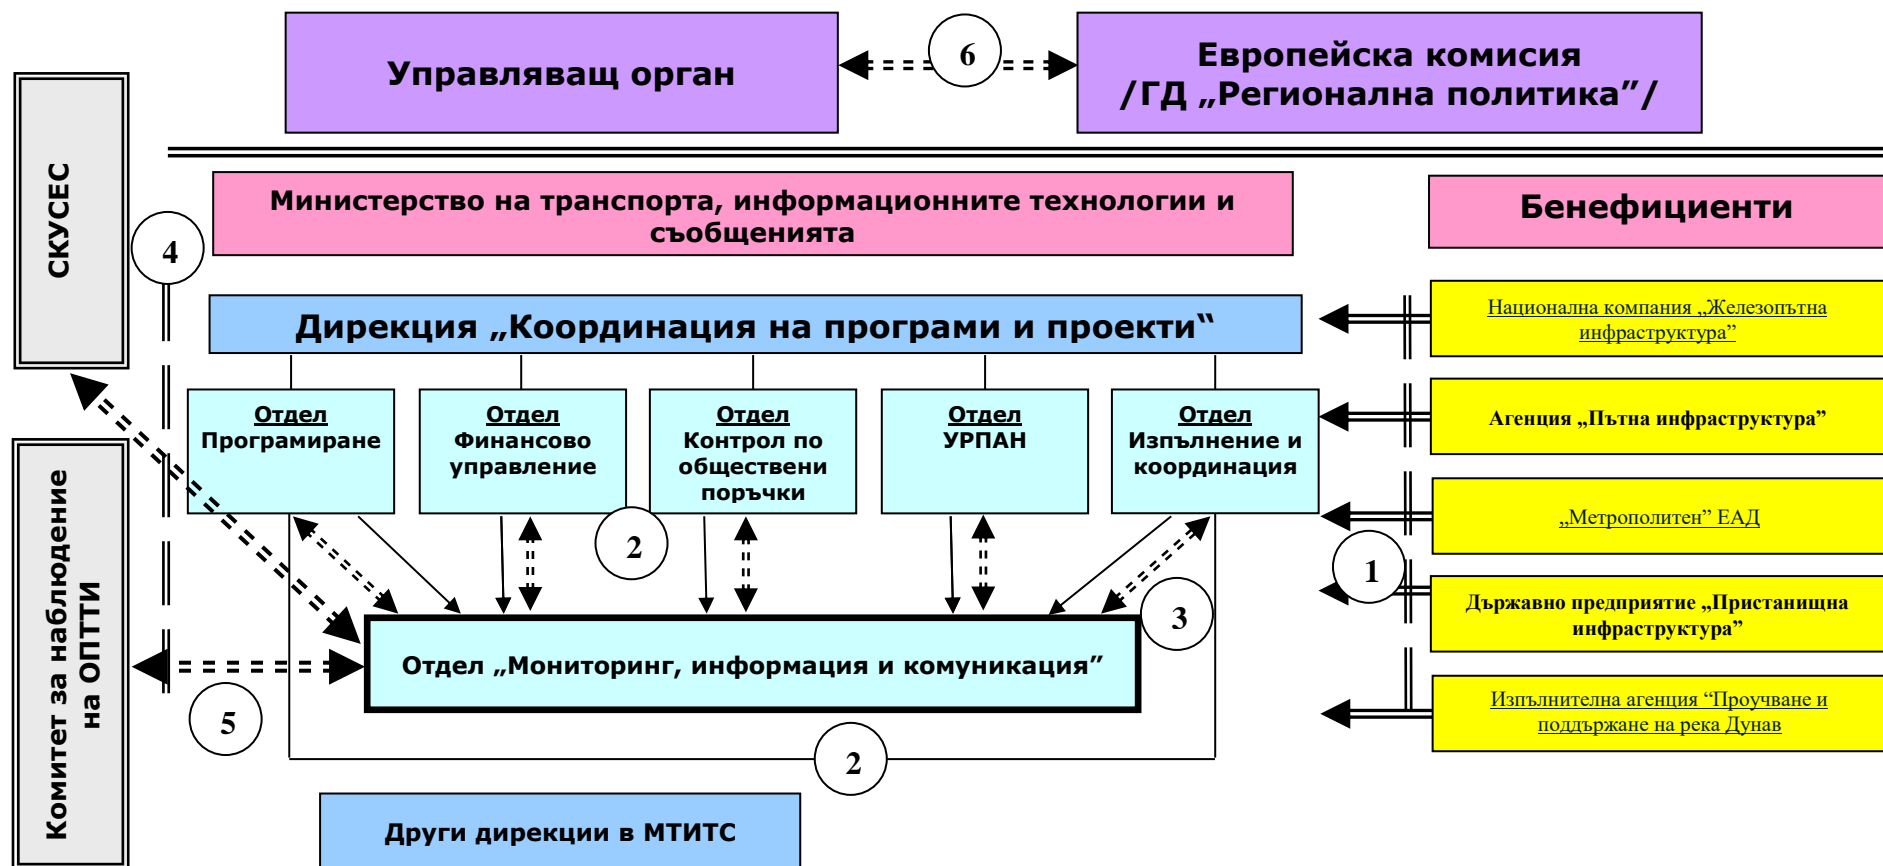 Управляващ орган
6
Европейска комисия
/ГД „Регионална политика”/
СКУСЕС
4
Министерство на транспорта, информационните технологии и
съобщенията
Бенефициенти
Дирекция „Координация на програми и проекти“
Национална компания „Железопътна
инфраструктура”
Отдел
Програмиране
Отдел
Финансово
управление
Отдел
Контрол по
обществени
поръчки
Отдел
УРПАН
Отдел
Изпълнение и
координация
Агенция „Пътна инфраструктура”
Комитет за наблюдение
на ОПТТИ
2
„Метрополитен” ЕАД
1
3
Държавно предприятие „Пристанищна
инфраструктура”
Отдел „Мониторинг, информация и комуникация”
5
Изпълнителна агенция “Проучване и
поддържане на река Дунав
2
Други дирекции в МТИТС